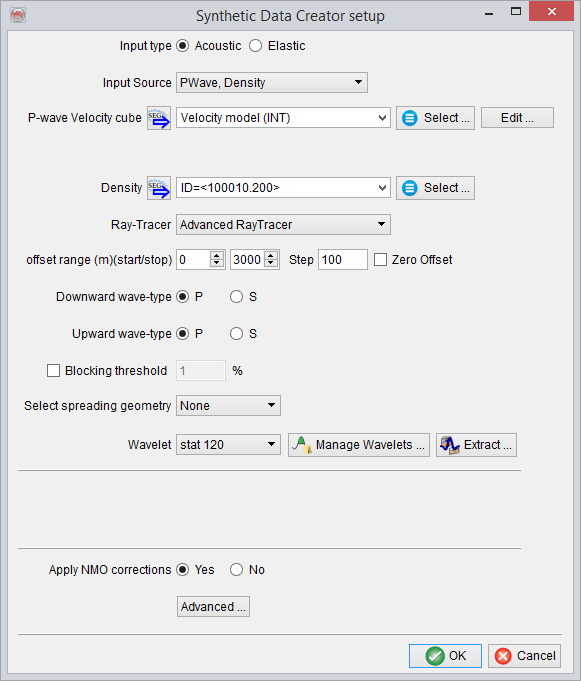 Synthetic Data Creator setup
Input type Acoustic Elastic
Input Source PWave, Density
P-wave Velocity cube SEG Velocity model (INT) Select ... Edit ...
Density SEG ID=<100010.200> Select ...
Ray-Tracer Advanced RayTracer
offset range (m)(start/stop) 0 3000 Step 100 Zero Offset
Downward wave-type P S
Upward wave-type P S
Blocking threshold 1 %
Select spreading geometry None
Wavelet stat 120 Manage Wavelets ... Extract ...
Apply NMO corrections Yes No
Advanced ...
OK Cancel